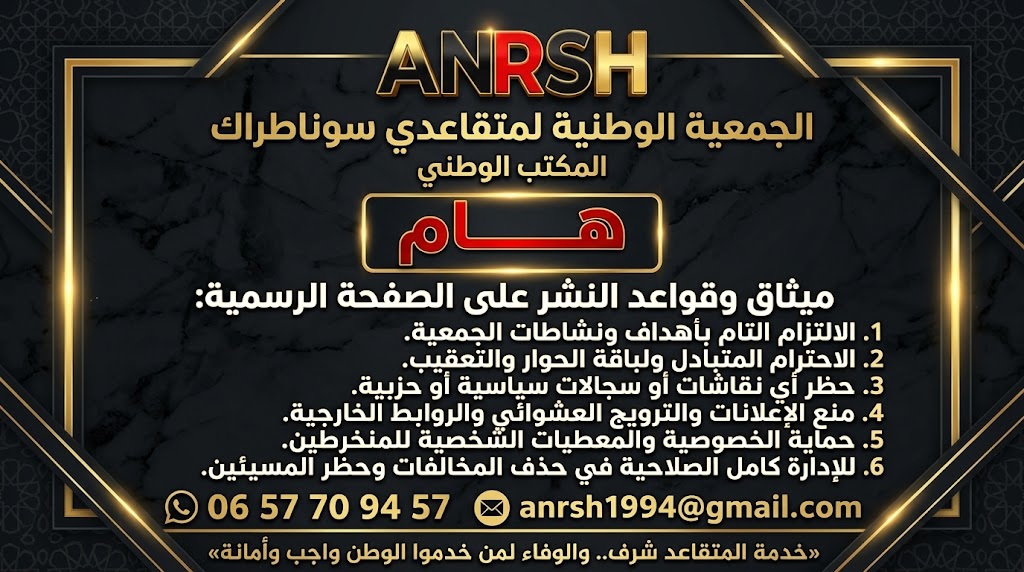 ANRSH
الجمعية الوطنية لمتقاعدي سوناطراك
المكتب الوطني
هـــام
ميثاق وقواعد النشر على الصفحة الرسمية:
1. الالتزام التام بأهداف ونشاطات الجمعية.
2. الاحترام المتبادل ولباقة الحوار والتعقيب.
3. حظر أي نقاشات أو سجالات سياسية أو حزبية.
4. منع الإعلانات والترويج العشوائي والروابط الخارجية.
5. حماية الخصوصية والمعطيات الشخصية للمنخرطين.
6. للإدارة كامل الصلاحية في حذف المخالفات وحظر المسيئين.
06 57 70 94 57 anrsh1994@gmail.com
«خدمة المتقاعد شرف.. والوفاء لمن خدموا الوطن واجب وأمانة»